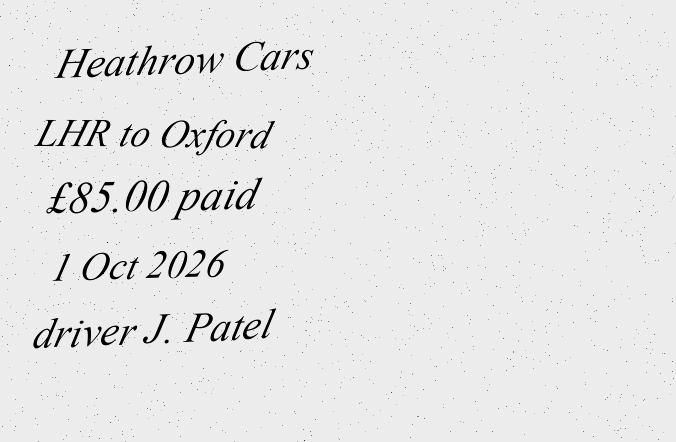 Heathrow Cars
LHR to Oxford
£85.00 paid
1 Oct 2026
driver J. Patel